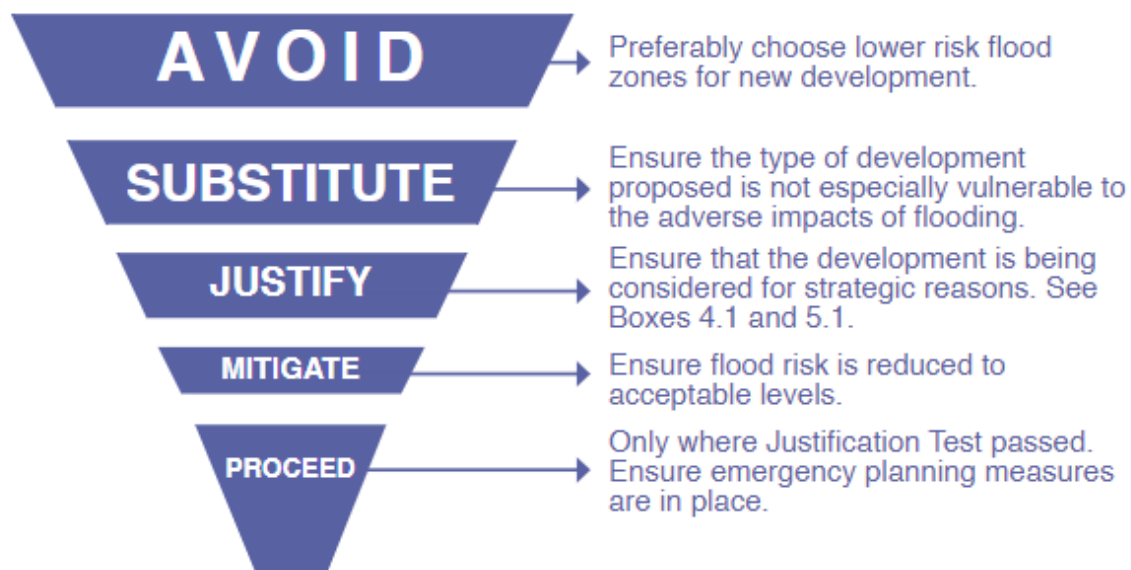 AVOID
Preferably choose lower risk flood
zones for new development.
SUBSTITUTE
Ensure the type of development
proposed is not especially vulnerable to
the adverse impacts of flooding.
JUSTIFY
Ensure that the development is being
considered for strategic reasons. See
Boxes 4.1 and 5.1.
MITIGATE
Ensure flood risk is reduced to
acceptable levels.
PROCEED
Only where Justification Test passed.
Ensure emergency planning measures
are in place.